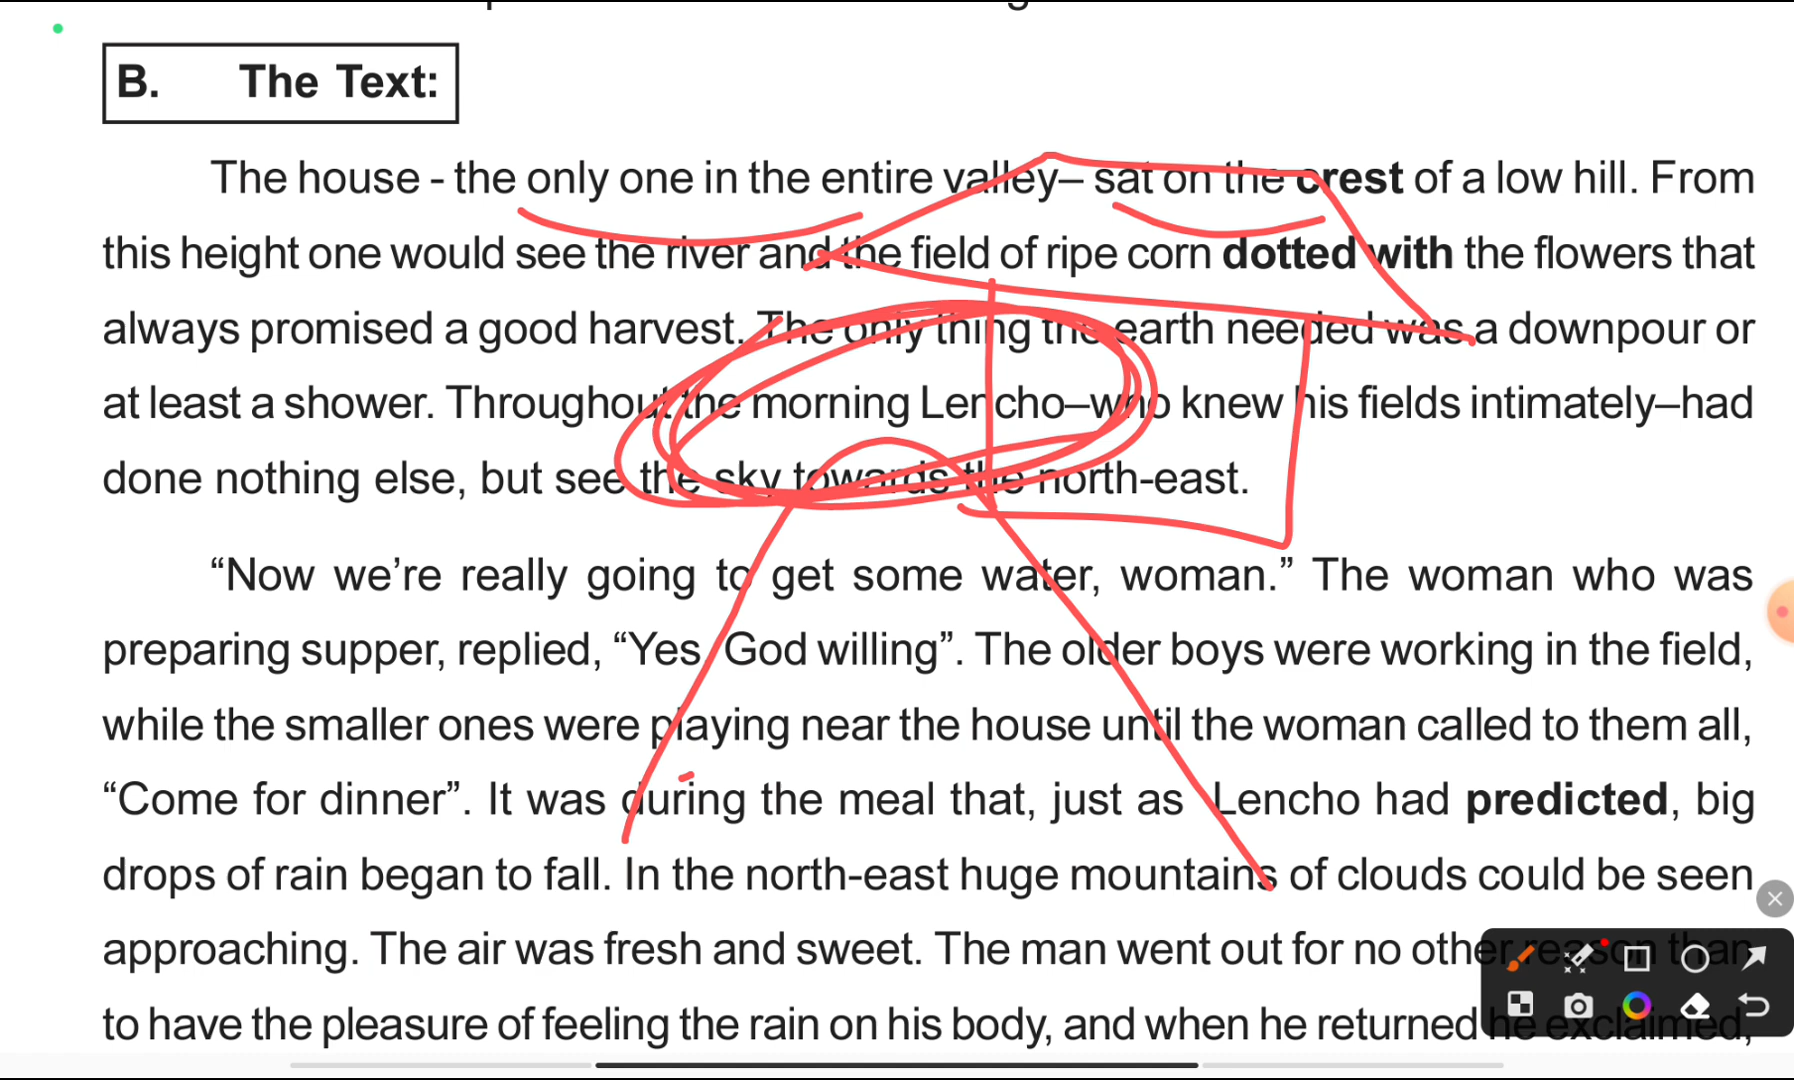 B. The Text:
The house - the only one in the entire valley– sat on the crest of a low hill. From
this height one would see the river and the field of ripe corn dotted with the flowers that
always promised a good harvest. The only thing the earth needed was a downpour or
at least a shower. Throughout the morning Lencho–who knew his fields intimately–had
done nothing else, but see the sky towards the north-east.
“Now we’re really going to get some water, woman.” The woman who was
preparing supper, replied, “Yes, God willing”. The older boys were working in the field,
while the smaller ones were playing near the house until the woman called to them all,
“Come for dinner”. It was during the meal that, just as Lencho had predicted, big
drops of rain began to fall. In the north-east huge mountains of clouds could be seen
approaching. The air was fresh and sweet. The man went out for no other reason than
to have the pleasure of feeling the rain on his body, and when he returned he exclaimed,